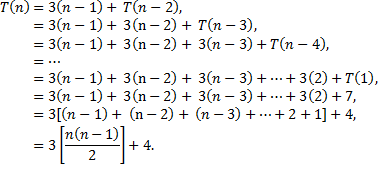 T(n) = 3(n − 1) + T(n − 2),
= 3(n − 1) + 3(n − 2) + T(n − 3),
= 3(n − 1) + 3(n − 2) + 3(n − 3) + T(n − 4),
= ⋯
= 3(n − 1) + 3(n − 2) + 3(n − 3) + ⋯ + 3(2) + T(1),
= 3(n − 1) + 3(n − 2) + 3(n − 3) + ⋯ + 3(2) + 7,
= 3[(n − 1) + (n − 2) + (n − 3) + ⋯ + 2 + 1] + 4,
= 3 [n(n − 1)/2] + 4.